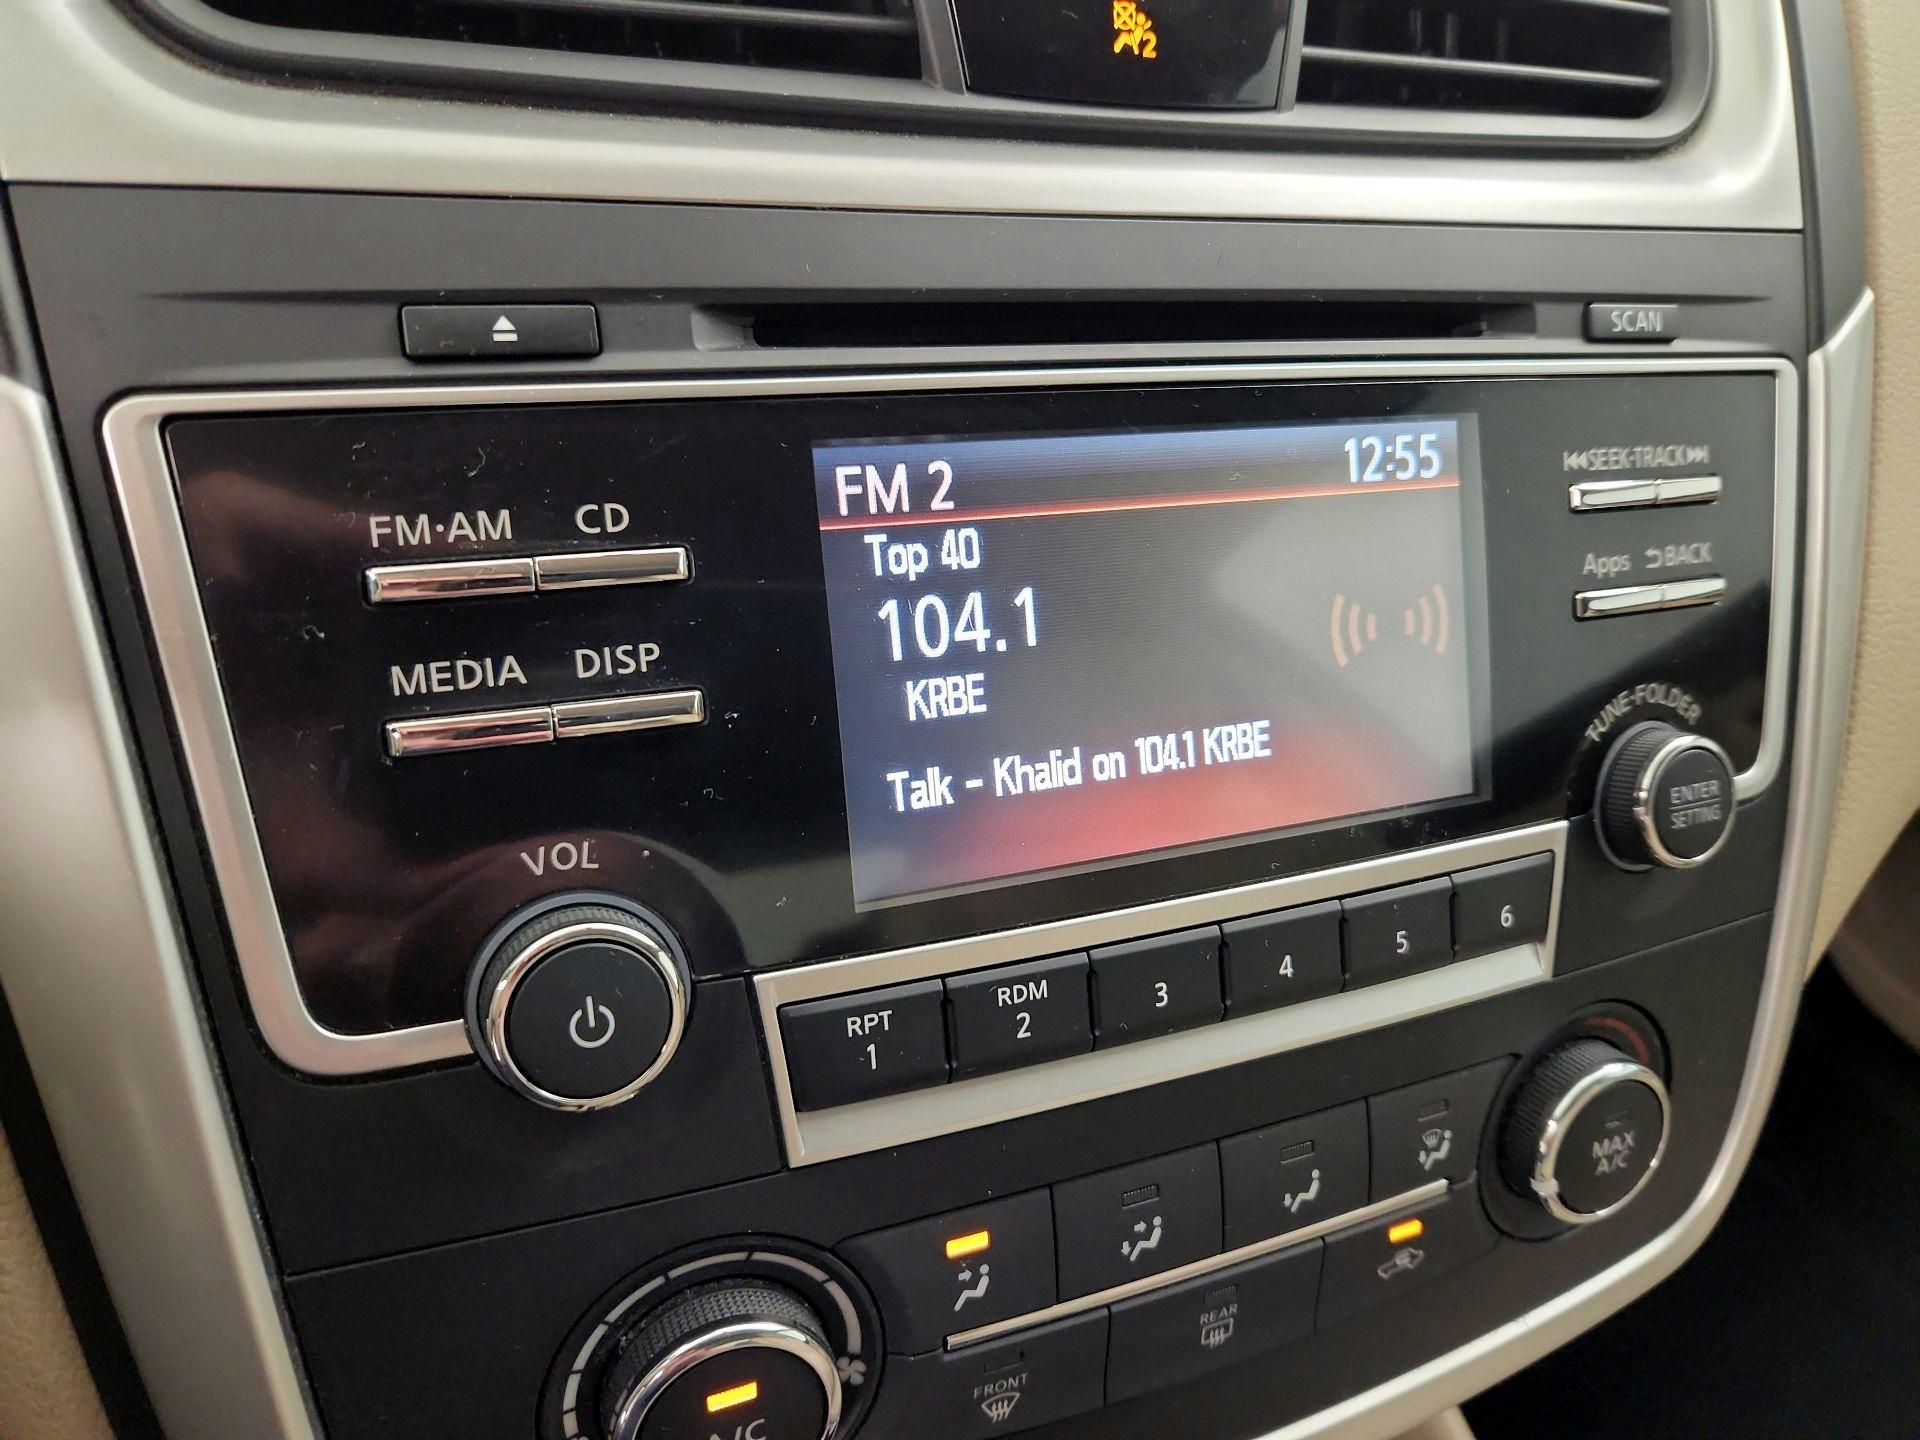 2
SCAN
FM 2 12:55
Top 40
104.1
KRBE
Talk - Khalid on 104.1 KRBE
FM·AM CD
MEDIA DISP
VOL
SEEK·TRACK
Apps BACK
TUNE·FOLDER
ENTER
SETTING
RPT
1
RDM
2
3
4
5
6
MAX
A/C
REAR
FRONT
A/C